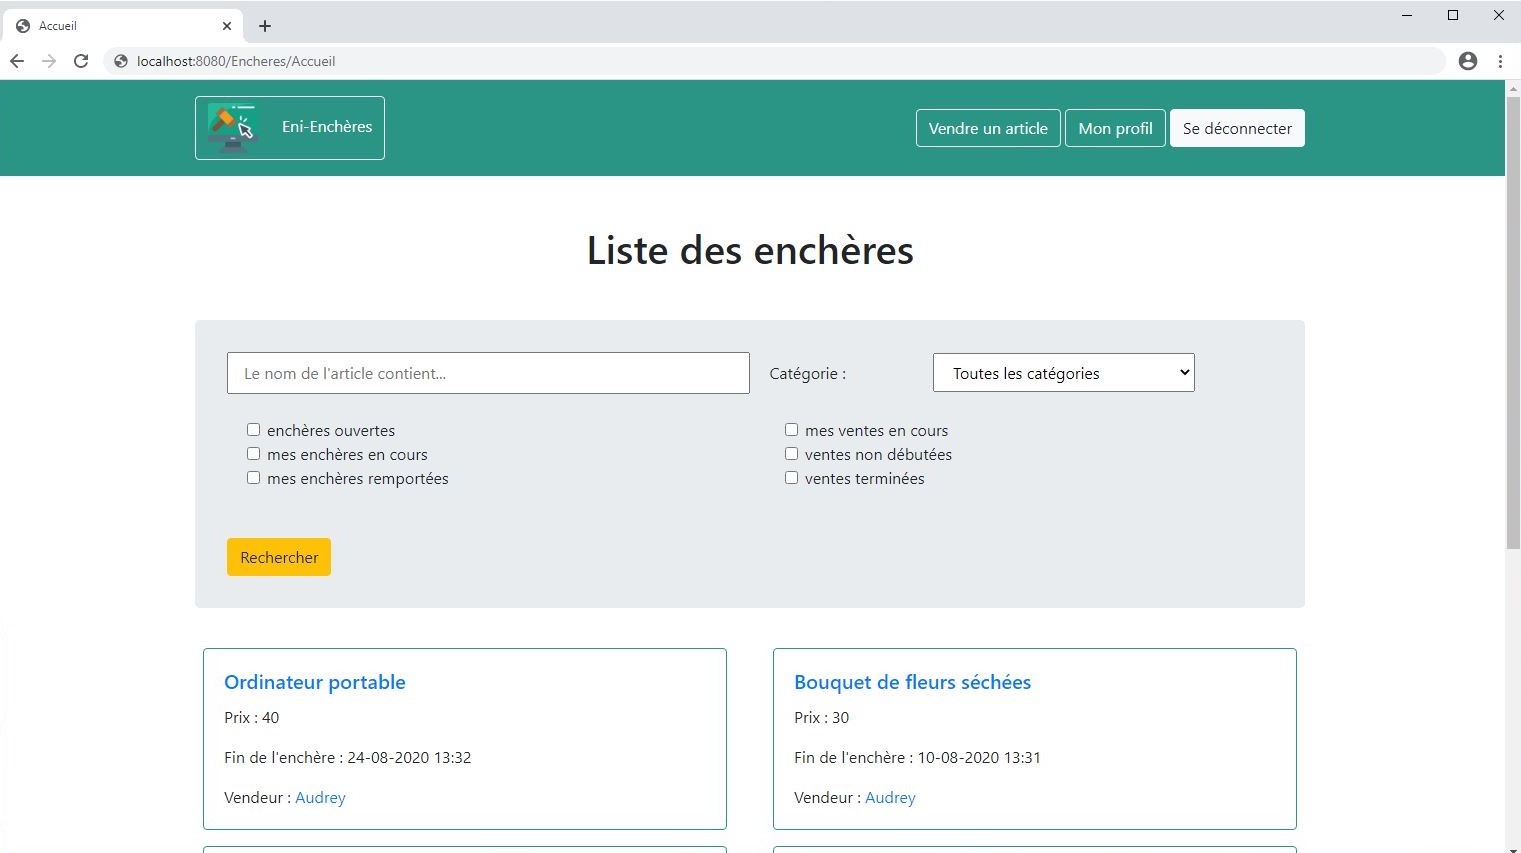 Accueil
localhost:8080/Encheres/Accueil
Eni-Enchères
Vendre un article
Mon profil
Se déconnecter
Liste des enchères
Le nom de l'article contient...
Catégorie :
Toutes les catégories
enchères ouvertes
mes enchères en cours
mes enchères remportées
mes ventes en cours
ventes non débutées
ventes terminées
Rechercher
Ordinateur portable
Prix : 40
Fin de l'enchère : 24-08-2020 13:32
Vendeur : Audrey
Bouquet de fleurs séchées
Prix : 30
Fin de l'enchère : 10-08-2020 13:31
Vendeur : Audrey